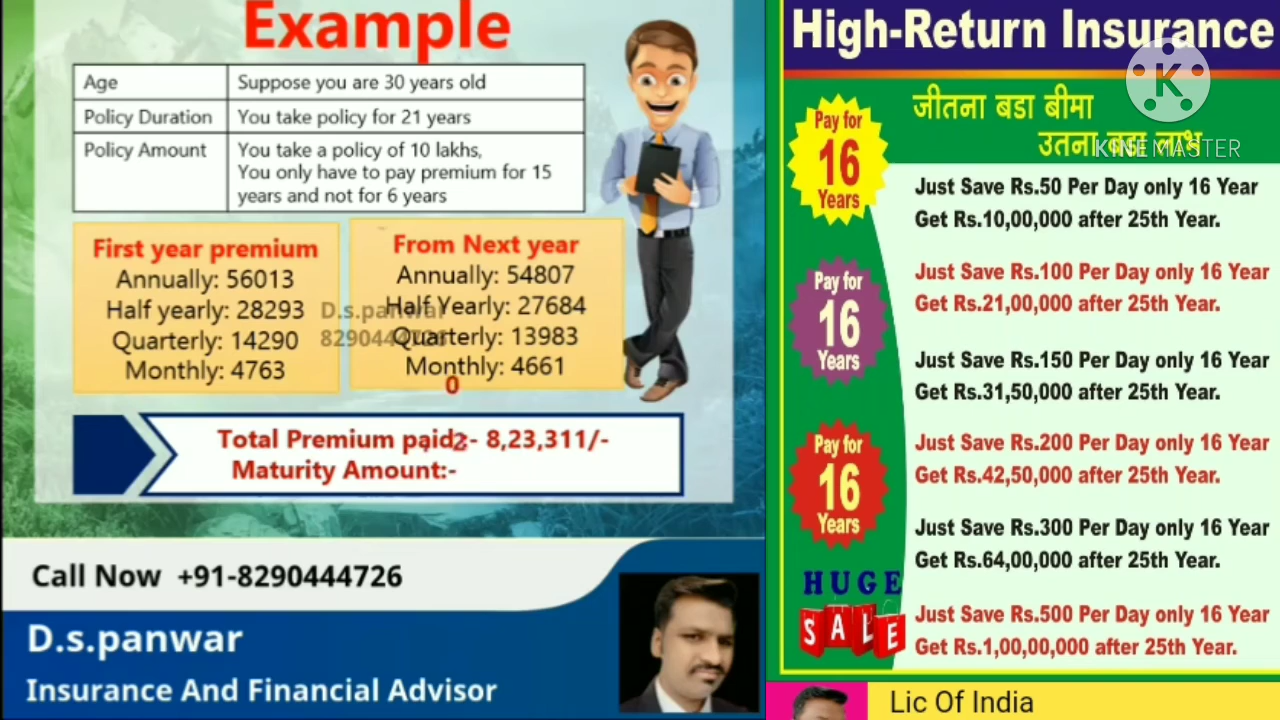 Example
Age
Suppose you are 30 years old
Policy Duration
You take policy for 21 years
Policy Amount
You take a policy of 10 lakhs,
You only have to pay premium for 15
years and not for 6 years
First year premium
Annually: 56013
Half yearly: 28293
Quarterly: 14290
Monthly: 4763
From Next year
Annually: 54807
Half Yearly: 27684
Quarterly: 13983
Monthly: 4661
D.s.panwar
8290444726
0
Total Premium paid:- 8,23,311/-
2
Maturity Amount:-
Call Now +91-8290444726
D.s.panwar
Insurance And Financial Advisor
High-Return Insurance
K
KINEMASTER
जीतना बडा बीमा
उतना बडा लाभ
Pay for
16
Years
Just Save Rs.50 Per Day only 16 Year
Get Rs.10,00,000 after 25th Year.
Just Save Rs.100 Per Day only 16 Year
Get Rs.21,00,000 after 25th Year.
Pay for
16
Years
Just Save Rs.150 Per Day only 16 Year
Get Rs.31,50,000 after 25th Year.
Just Save Rs.200 Per Day only 16 Year
Get Rs.42,50,000 after 25th Year.
Pay for
16
Years
Just Save Rs.300 Per Day only 16 Year
Get Rs.64,00,000 after 25th Year.
HUGE
SALE
Just Save Rs.500 Per Day only 16 Year
Get Rs.1,00,00,000 after 25th Year.
Lic Of India